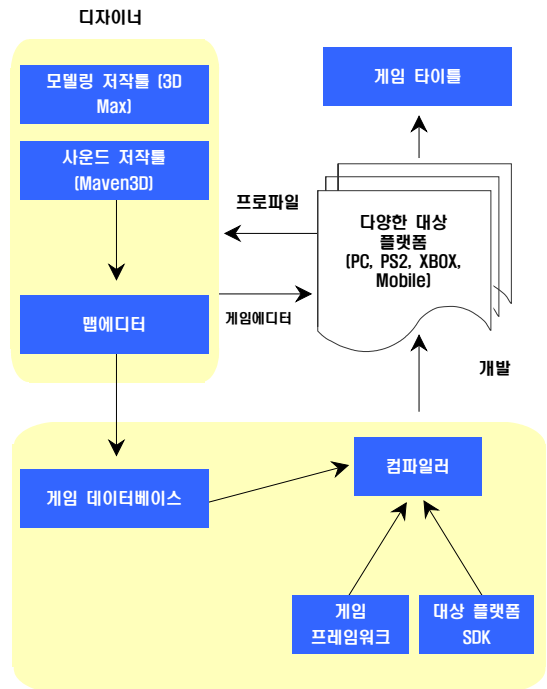 디자이너
모델링 저작툴 (3D
Max)
사운드 저작툴
(Maven3D)
맵에디터
게임 타이틀
프로파일
다양한 대상
플랫폼
(PC, PS2, XBOX,
Mobile)
게임에디터
개발
게임 데이터베이스
컴파일러
게임
프레임워크
대상 플랫폼
SDK